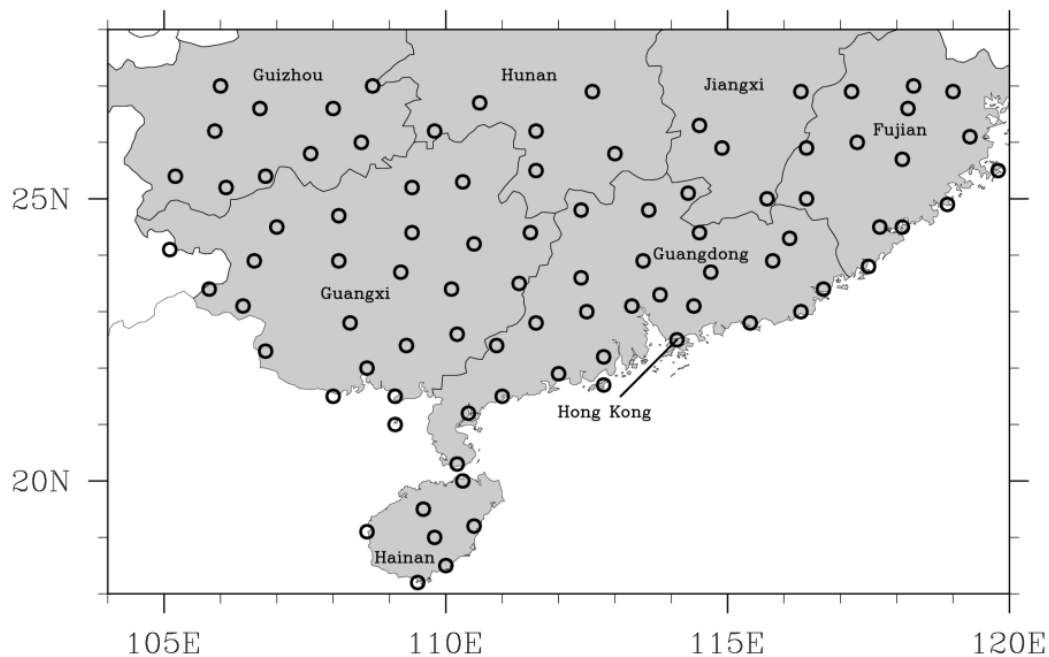 Guizhou
Hunan
Jiangxi
Fujian
25N
Guangdong
Guangxi
Hong Kong
20N
Hainan
105E
110E
115E
120E